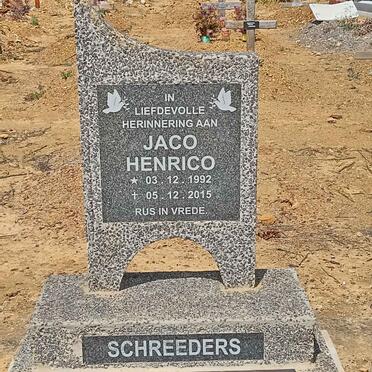 IN
LIEFDEVOLLE
HERINNERING AAN
JACO
HENRICO
★ 03 . 12 . 1992
✝ 05 . 12 . 2015
RUS IN VREDE.
SCHREEDERS